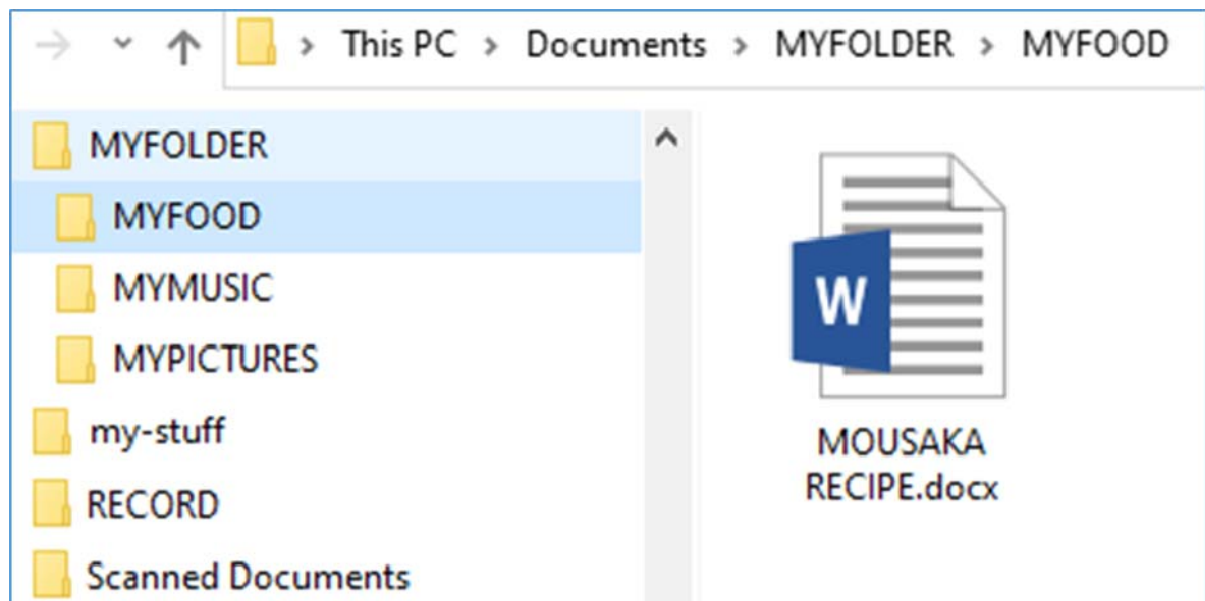 > This PC > Documents > MYFOLDER > MYFOOD
MYFOLDER
MYFOOD
MYMUSIC
MYPICTURES
my-stuff
RECORD
Scanned Documents
W
MOUSAKA
RECIPE.docx